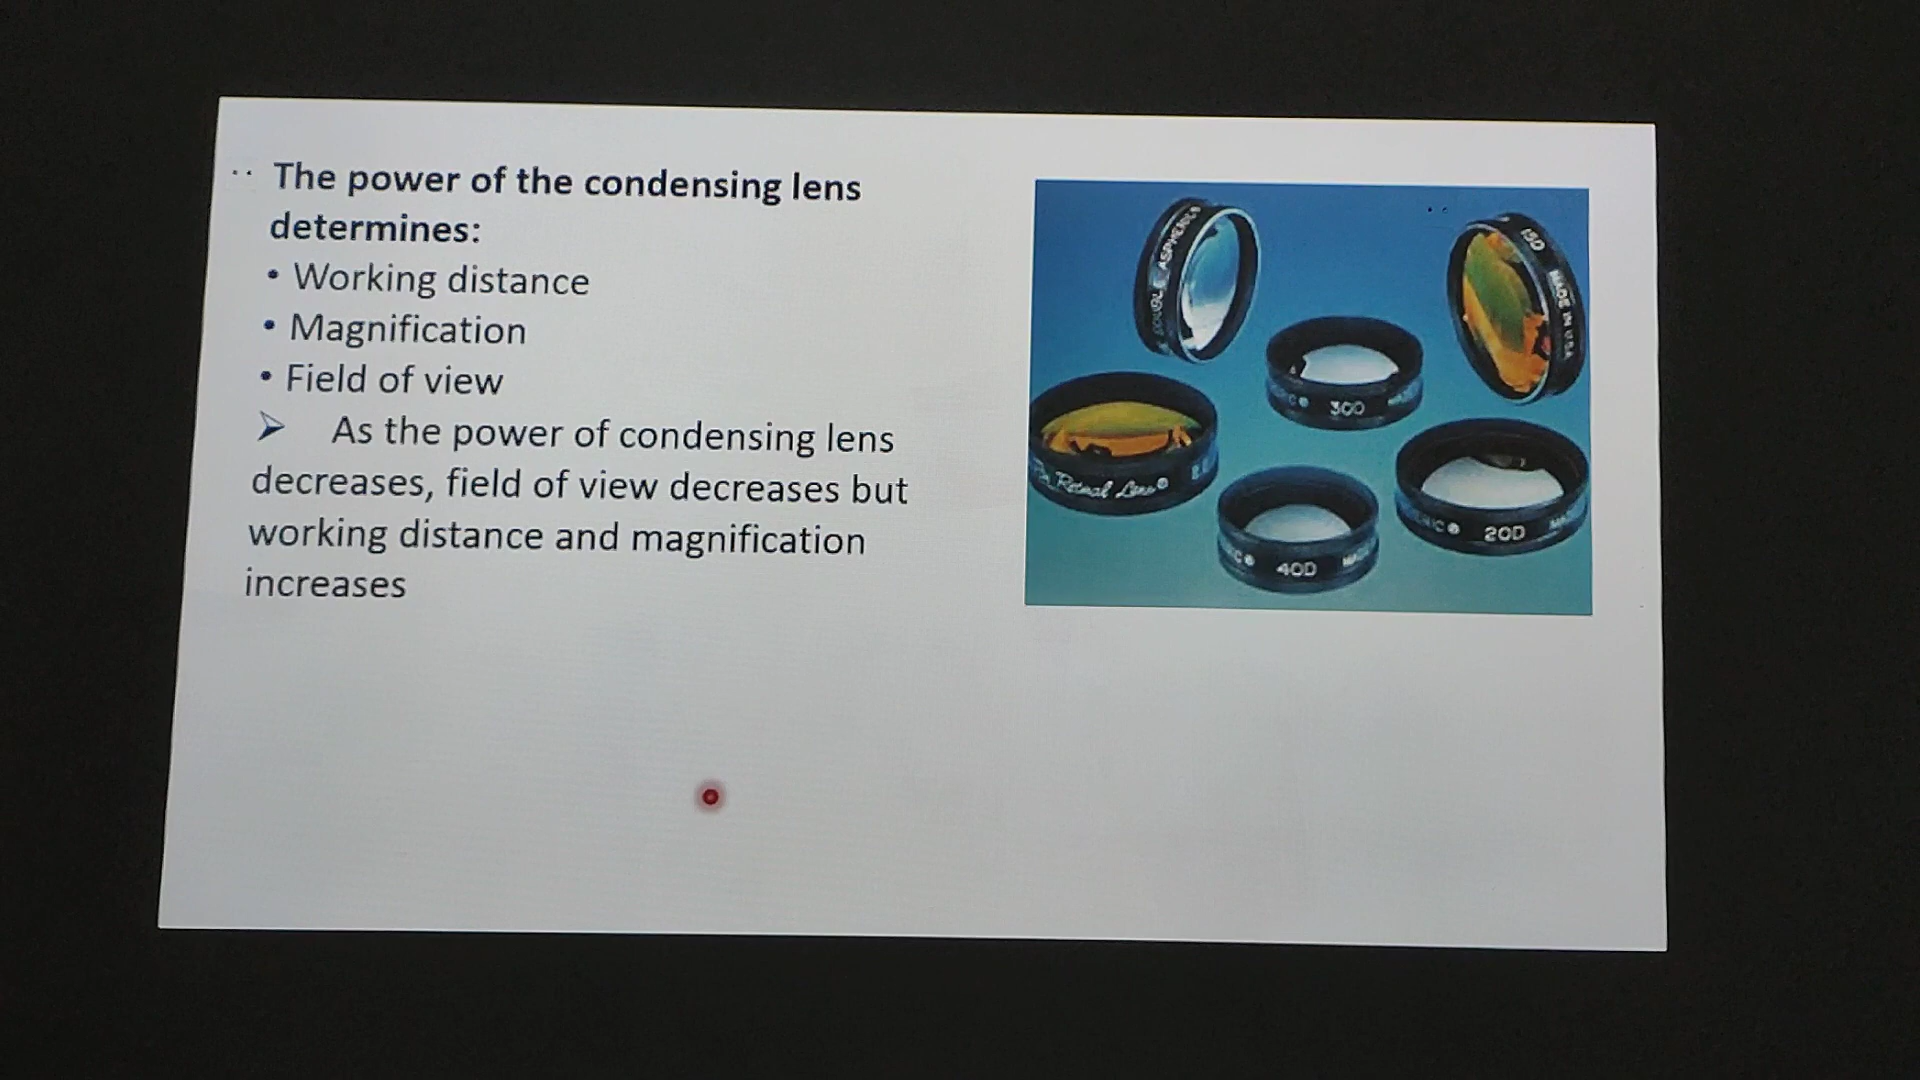 The power of the condensing lens
determines:
• Working distance
• Magnification
• Field of view
➢ As the power of condensing lens
decreases, field of view decreases but
working distance and magnification
increases
ASPHERIC
15D MADE IN U.S.A
30D
Retinal Lens®
20D
40D